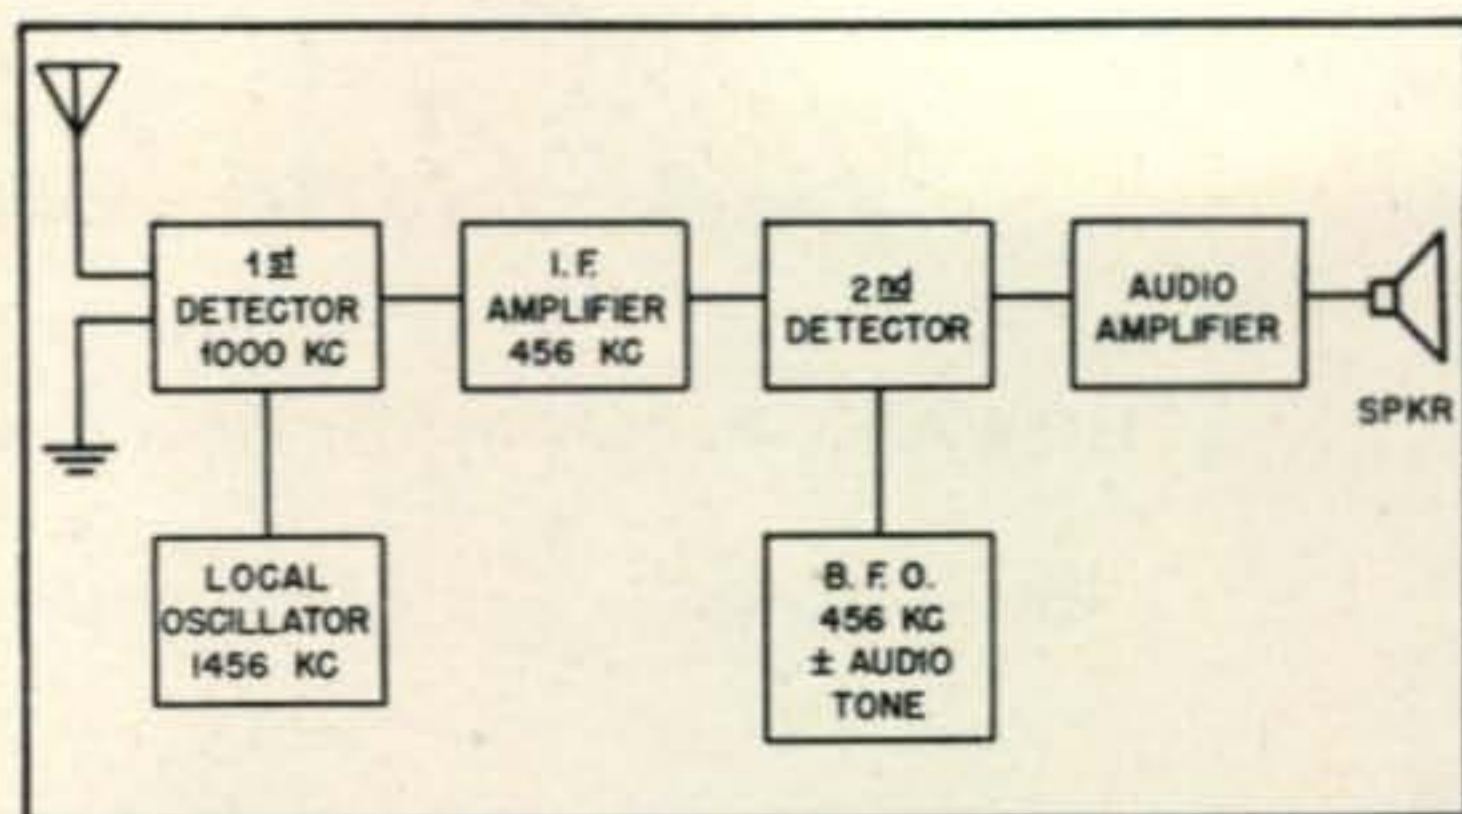 1st
DETECTOR
1000 KC
I. F.
AMPLIFIER
456 KC
2nd
DETECTOR
AUDIO
AMPLIFIER
SPKR
LOCAL
OSCILLATOR
1456 KC
B. F. O.
456 KC
± AUDIO
TONE